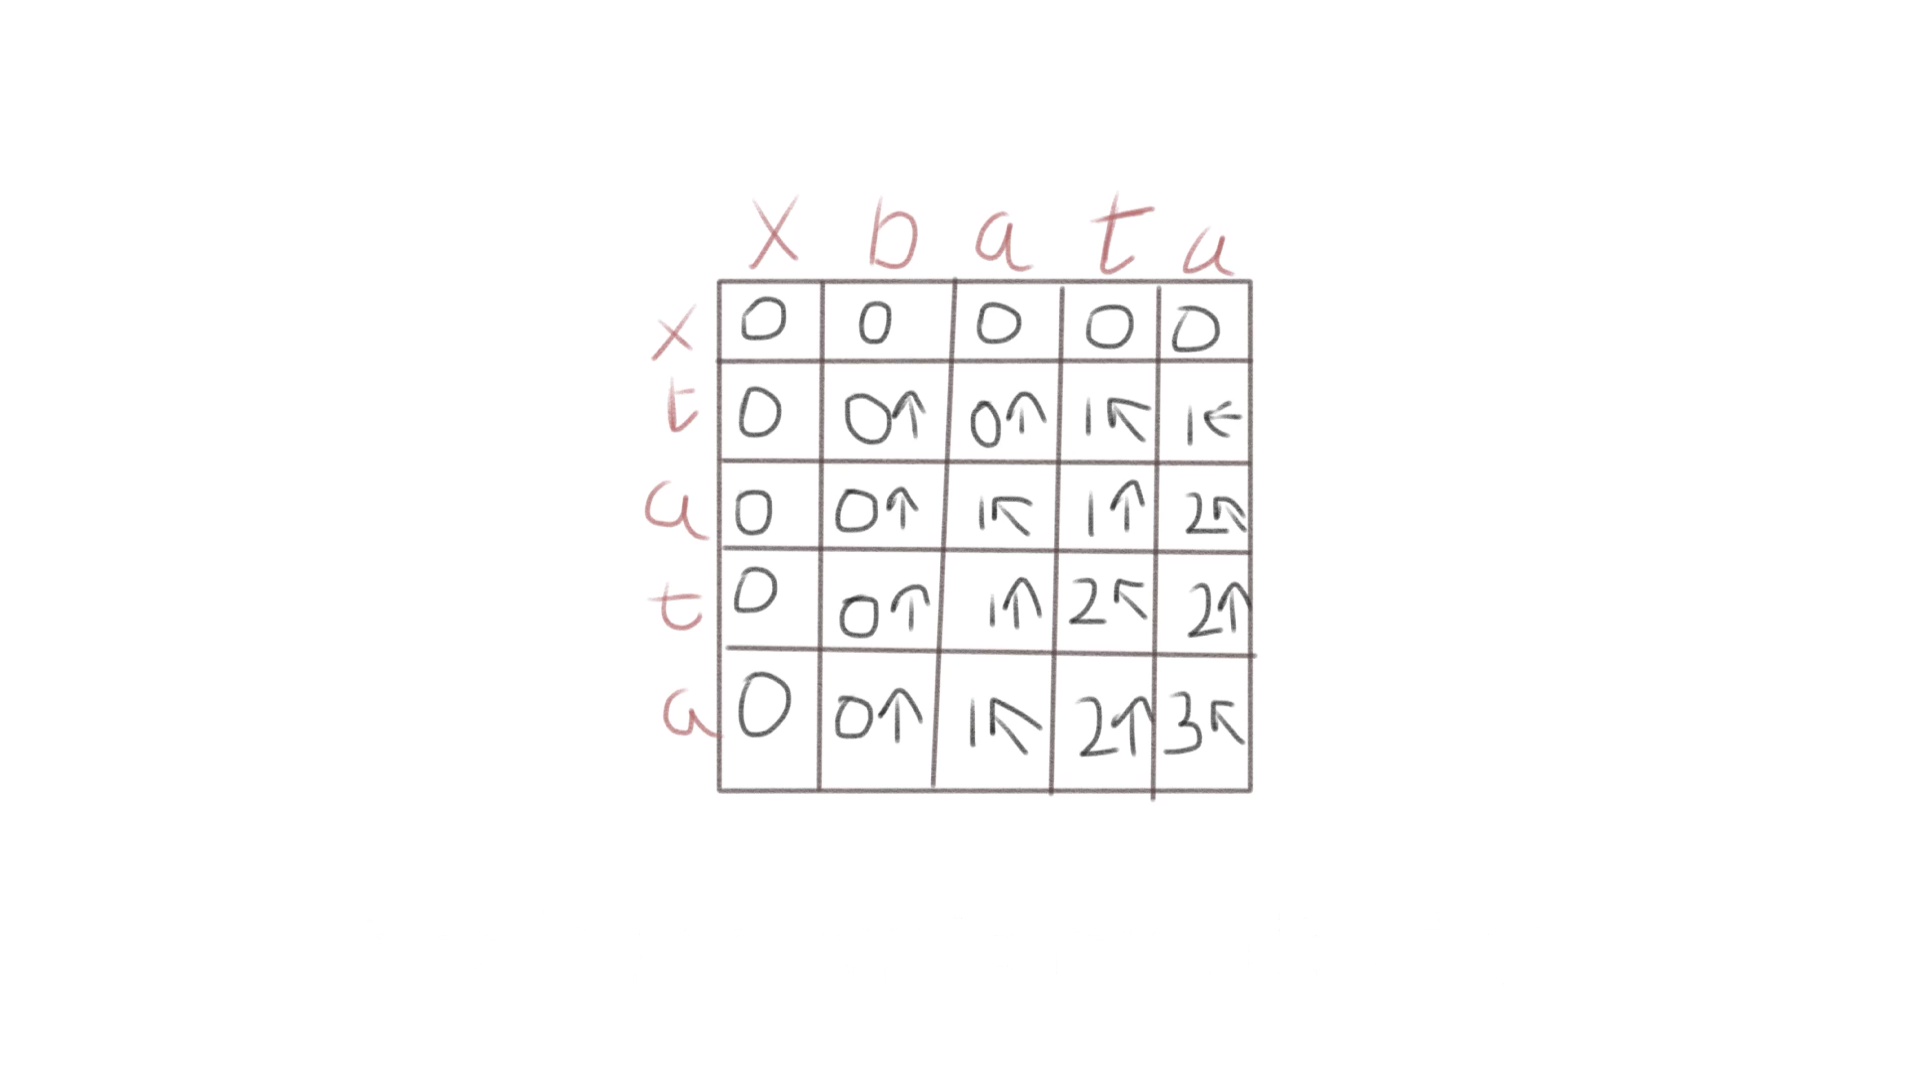 x b a t a
x 0 0 0 0 0
t 0 0↑ 0↑ 1↖ 1←
a 0 0↑ 1↖ 1↑ 2↖
t 0 0↑ 1↑ 2↖ 2↑
a 0 0↑ 1↖ 2↑ 3↖